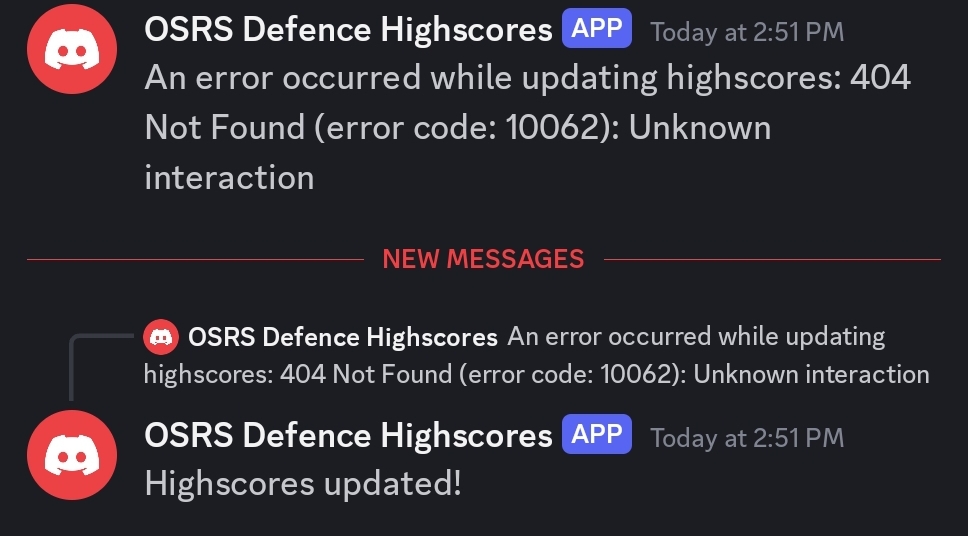 OSRS Defence Highscores APP Today at 2:51 PM
An error occurred while updating highscores: 404
Not Found (error code: 10062): Unknown
interaction
NEW MESSAGES
OSRS Defence Highscores An error occurred while updating
highscores: 404 Not Found (error code: 10062): Unknown interaction
OSRS Defence Highscores APP Today at 2:51 PM
Highscores updated!